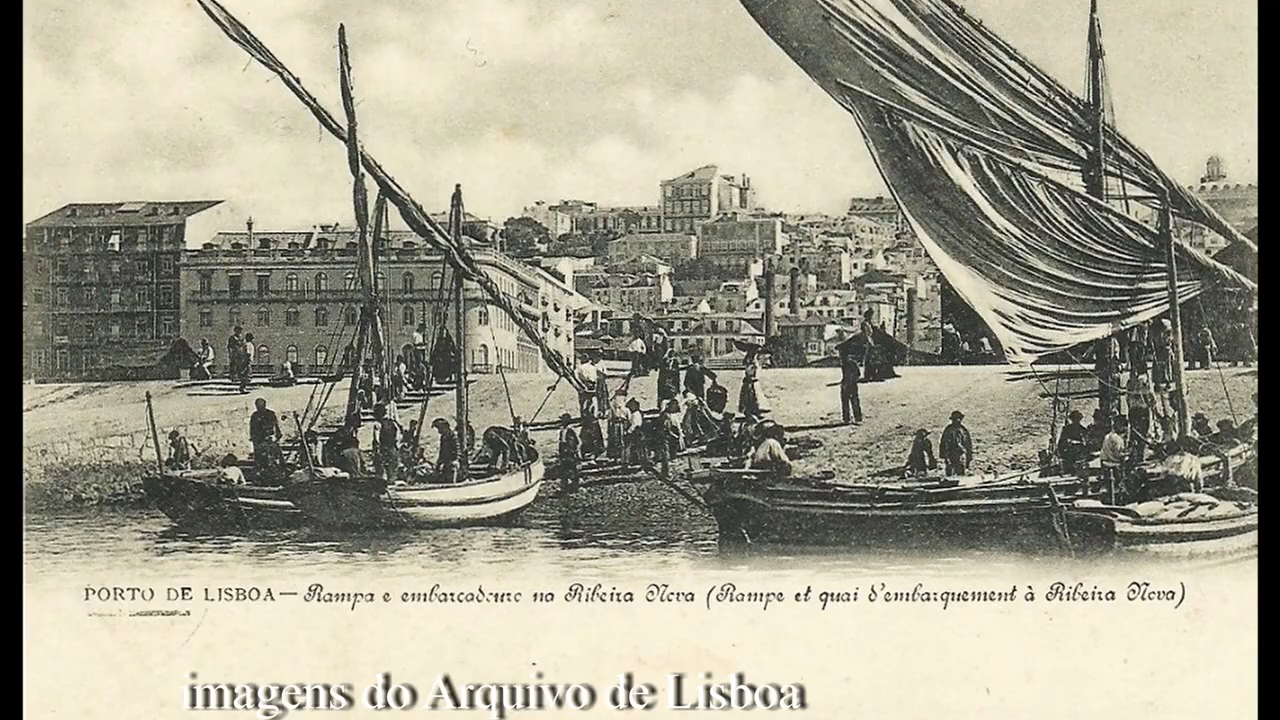 PORTO DE LISBOA — Rampa e embarcadouro na Ribeira Nova (Rampe et quai d'embarquement à Ribeira Nova)
imagens do Arquivo de Lisboa